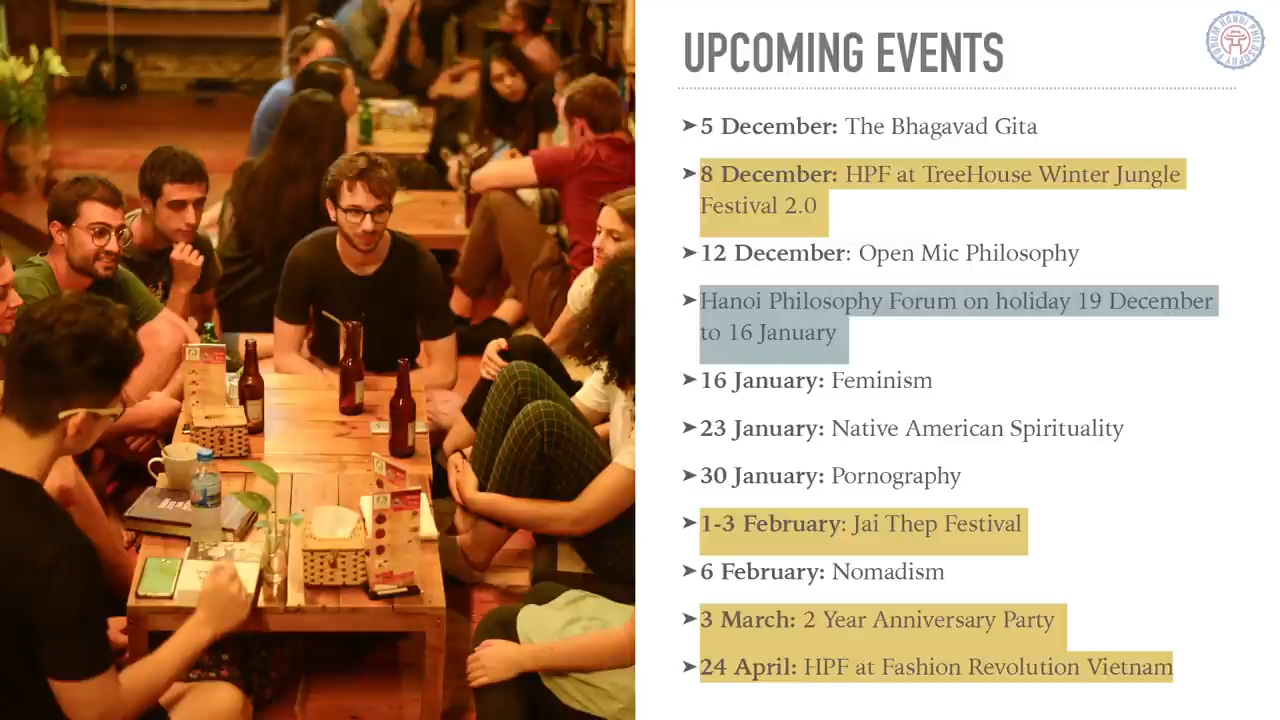 UPCOMING EVENTS
HANOI PHILOSOPHY FORUM
➤5 December: The Bhagavad Gita
➤8 December: HPF at TreeHouse Winter Jungle
Festival 2.0
➤12 December: Open Mic Philosophy
➤Hanoi Philosophy Forum on holiday 19 December
to 16 January
➤16 January: Feminism
➤23 January: Native American Spirituality
➤30 January: Pornography
➤1-3 February: Jai Thep Festival
➤6 February: Nomadism
➤3 March: 2 Year Anniversary Party
➤24 April: HPF at Fashion Revolution Vietnam